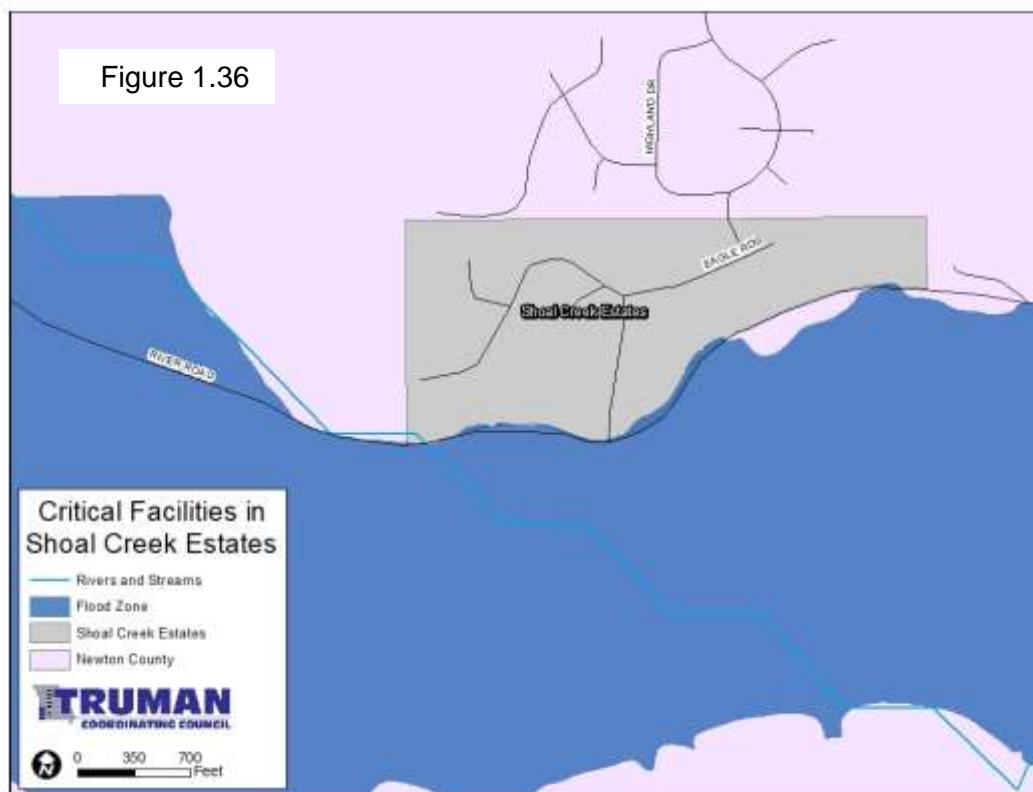 Figure 1.36
HIGHLAND DR
EAGLE ROG
Shoal Creek Estates
RIVER ROAD
Critical Facilities in
Shoal Creek Estates
Rivers and Streams
Flood Zone
Shoal Creek Estates
Newton County
TRUMAN
COORDINATING COUNCIL
N
0 350 700
Feet